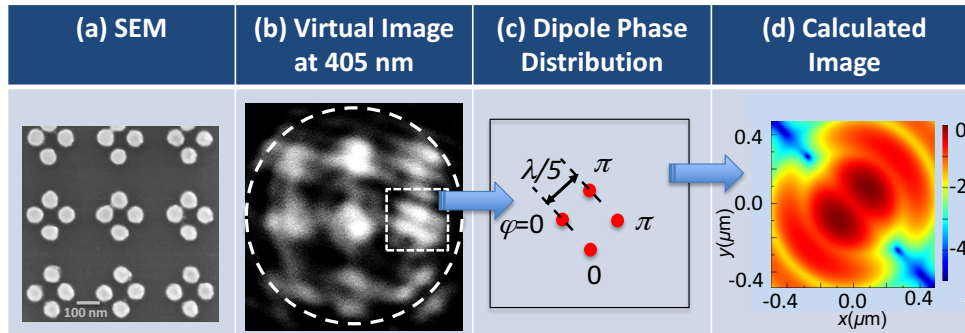 (a) SEM
(b) Virtual Image
at 405 nm
(c) Dipole Phase
Distribution
(d) Calculated
Image
100 nm
λ/5
π
φ=0
π
0
0.4
0.0
-0.4
y(µm)
-0.4
0.0
0.4
x(µm)
0
-2
-4